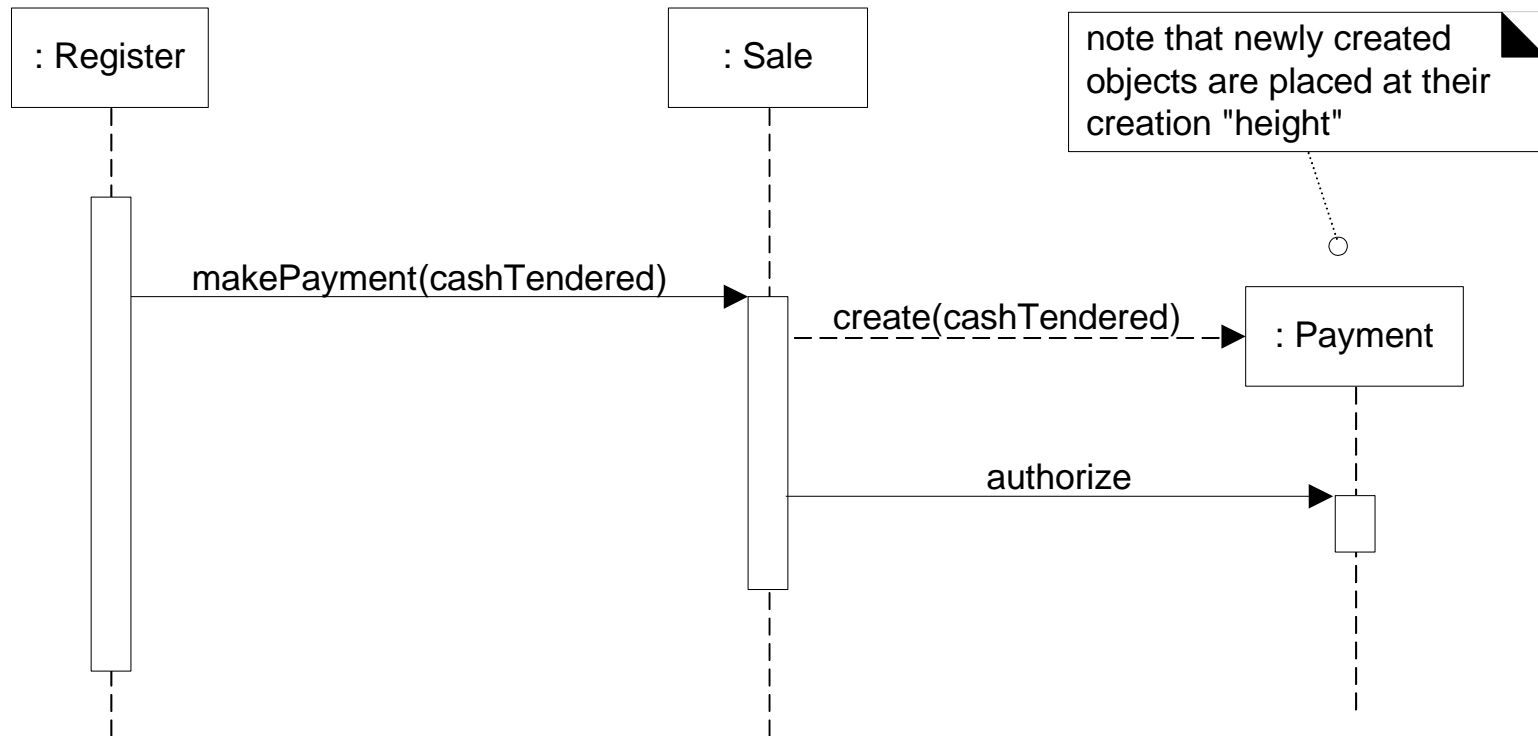 : Register
: Sale
note that newly created
objects are placed at their
creation "height"
makePayment(cashTendered)
create(cashTendered)
: Payment
authorize